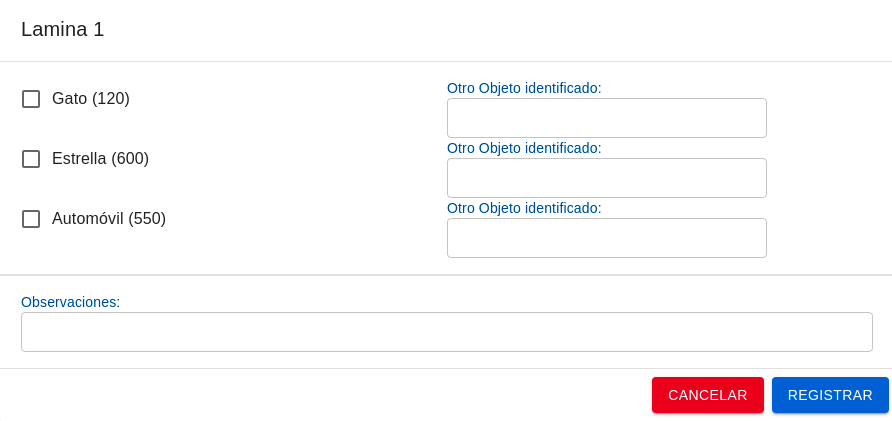 Lamina 1
Gato (120)
Otro Objeto identificado:
Estrella (600)
Otro Objeto identificado:
Automóvil (550)
Otro Objeto identificado:
Observaciones:
CANCELAR
REGISTRAR